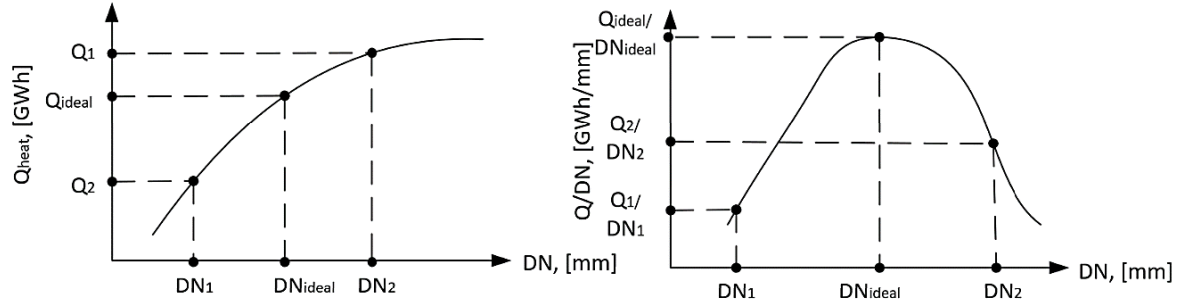 Q1
Qideal
Q2
Qheat, [GWh]
DN1
DNideal
DN2
DN, [mm]
Qideal/
DNideal
Q2/
DN2
Q1/
DN1
Q/DN, [GWh/mm]
DN1
DNideal
DN2
DN, [mm]